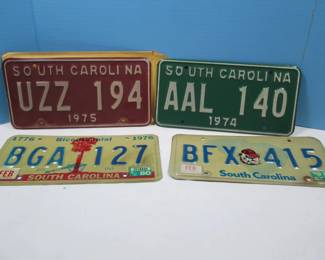 SOUTH CAROLINA
UZZ 194
1975
SOUTH CAROLINA
AAL 140
1974
1776 Bicentennial 1976
BGA 127
FEB
80
SOUTH CAROLINA
BFX 415
FEB
South Carolina